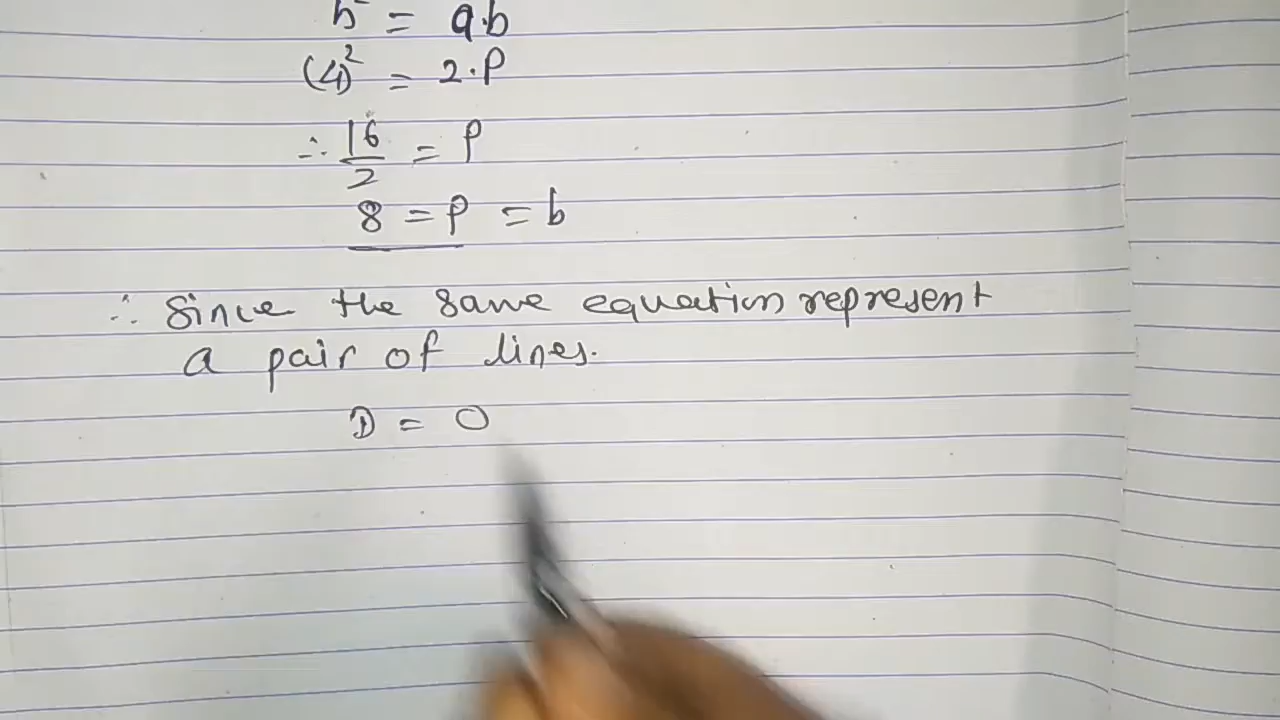 h² = a·b
(4)² = 2·P
∴ 16/2 = P
8 = P = b
∴ Since the same equation represent
a pair of lines.
D = 0